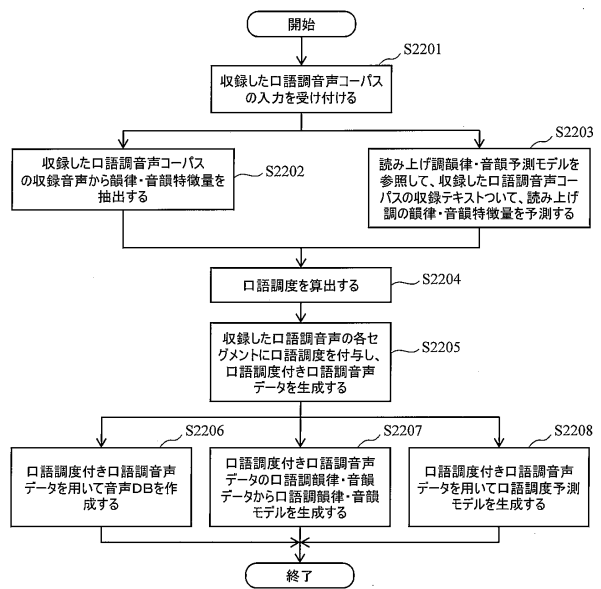 開始
S2201
収録した口語調音声コーパス
の入力を受け付ける
S2202
収録した口語調音声コーパス
の収録音声から韻律・音韻特徴量を
抽出する
S2203
読み上げ調韻律・音韻予測モデルを
参照して、収録した口語調音声コー
パスの収録テキストついて、読み上げ
調の韻律・音韻特徴量を予測する
S2204
口語調度を算出する
S2205
収録した口語調音声の各セ
グメントに口語調度を付与し、
口語調度付き口語調音声
データを生成する
S2206
口語調度付き口語調音声
データを用いて音声DBを作
成する
S2207
口語調度付き口語調音声
データの口語調韻律・音韻
データから口語調韻律・音韻
モデルを生成する
S2208
口語調度付き口語調音声
データを用いて口語調度予測
モデルを生成する
終了